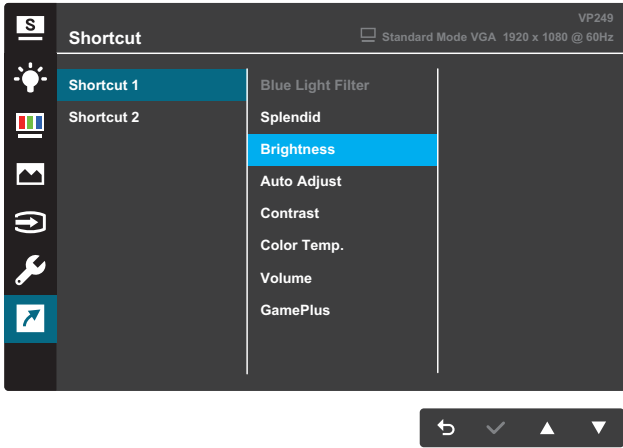 S
VP249
Shortcut
Standard Mode VGA 1920 x 1080 @ 60Hz
Shortcut 1
Shortcut 2
Blue Light Filter
Splendid
Brightness
Auto Adjust
Contrast
Color Temp.
Volume
GamePlus